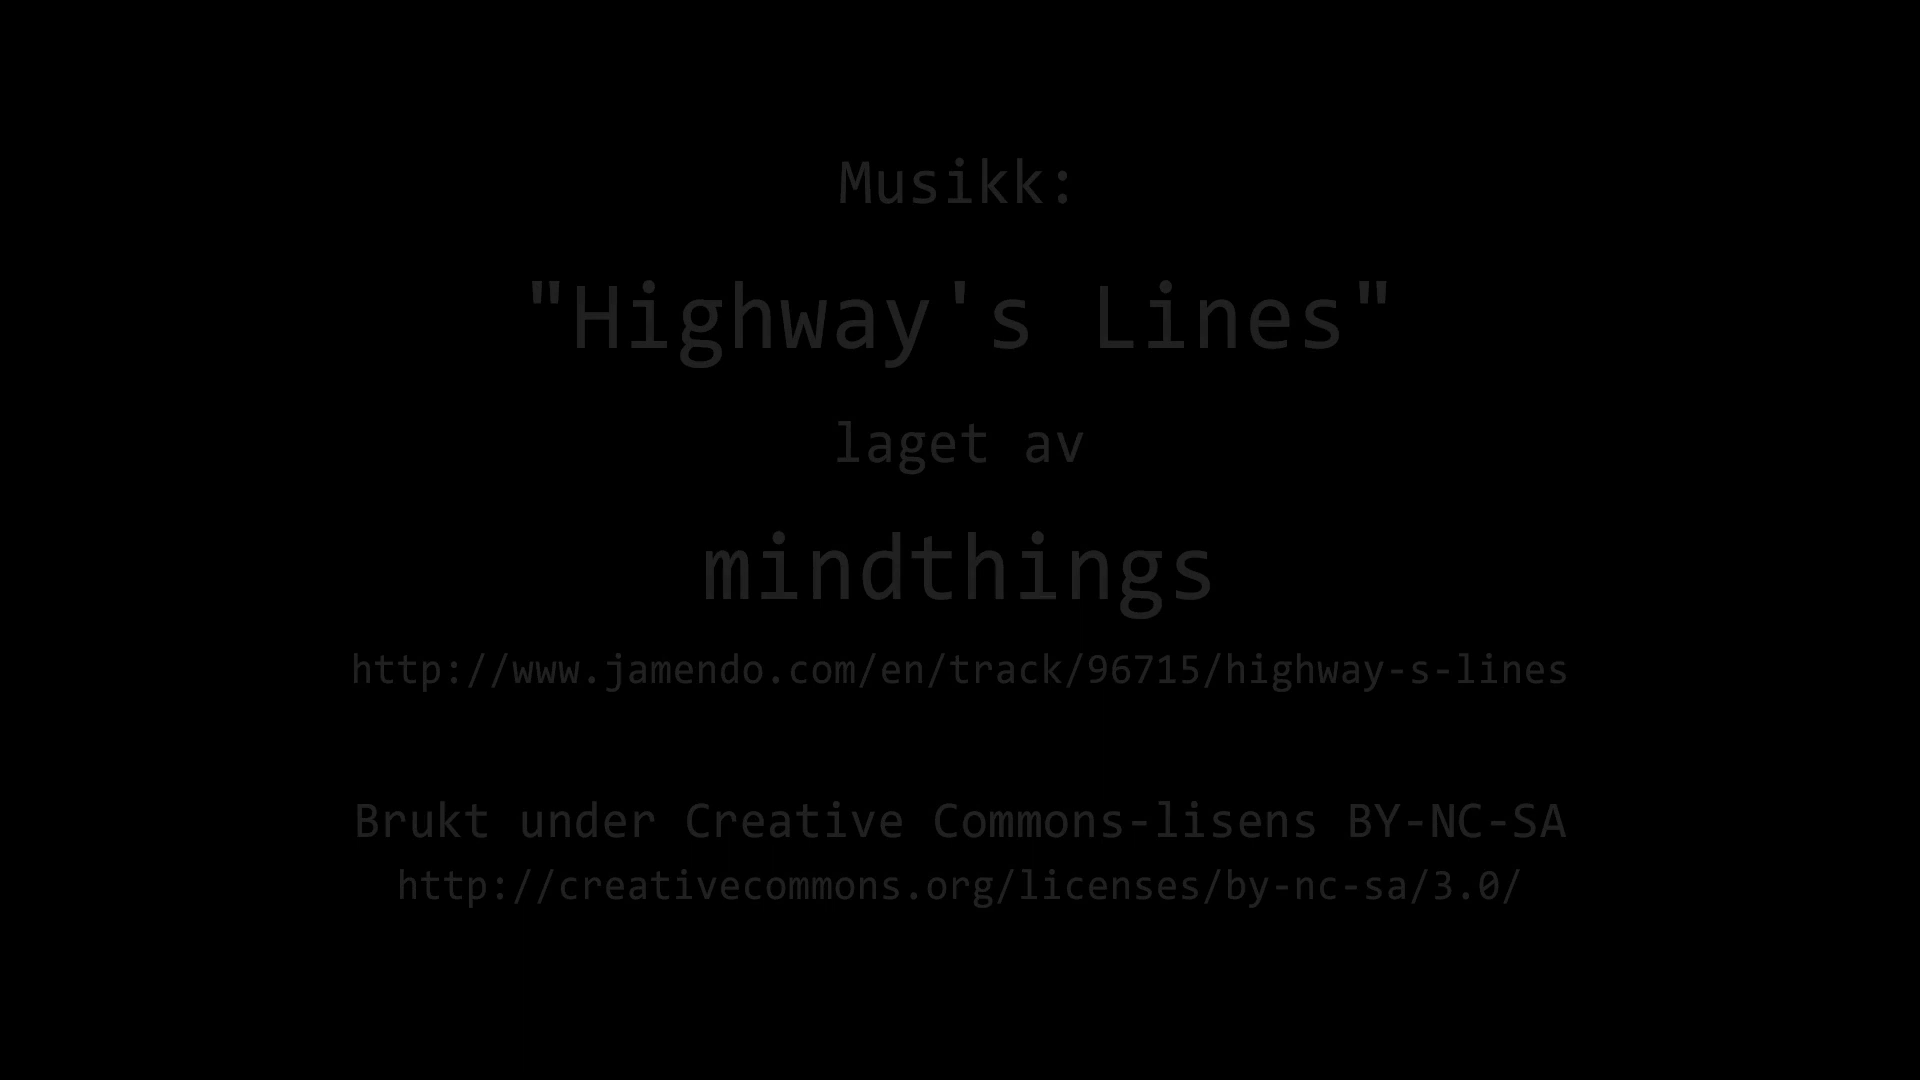 Musikk:
"Highway's Lines"
laget av
mindthings
http://www.jamendo.com/en/track/96715/highway-s-lines
Brukt under Creative Commons-lisens BY-NC-SA
http://creativecommons.org/licenses/by-nc-sa/3.0/